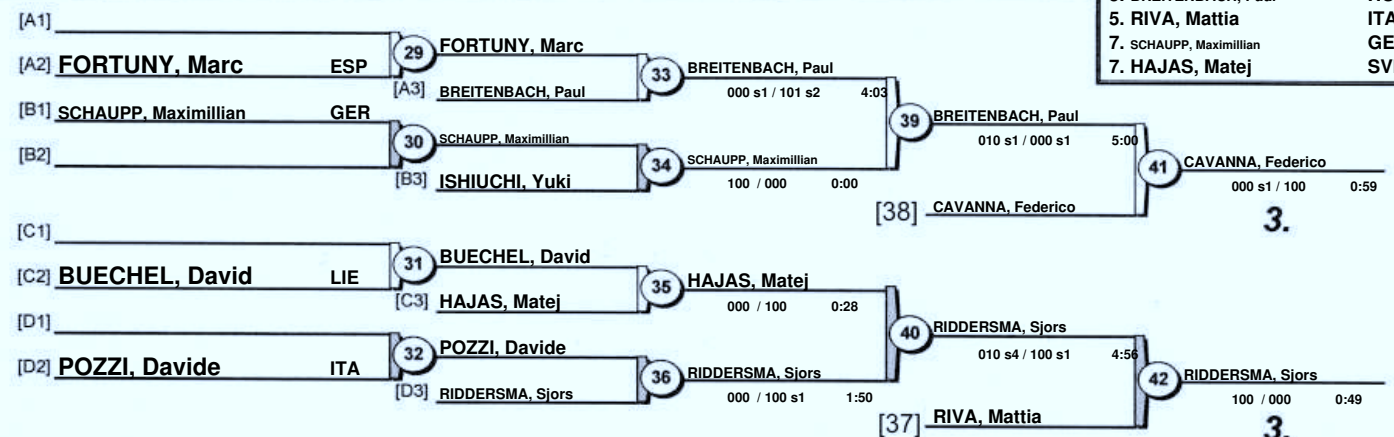 5. RIVA, Mattia ITA
7. SCHAUPP, Maximillian GE
7. HAJAS, Matej
[A1]
[A2] FORTUNY, Marc ESP
29 FORTUNY, Marc
[A3] BREITENBACH, Paul
33 BREITENBACH, Paul
000 s1 / 101 s2 4:03
[B1] SCHAUPP, Maximillian GER
[B2]
30 SCHAUPP, Maximillian
[B3] ISHIUCHI, Yuki
34 SCHAUPP, Maximillian
100 / 000 0:00
39 BREITENBACH, Paul
010 s1 / 000 s1 5:00
[38] CAVANNA, Federico
41 CAVANNA, Federico
000 s1 / 100 0:59
3.
[C1]
[C2] BUECHEL, David LIE
31 BUECHEL, David
[C3] HAJAS, Matej
35 HAJAS, Matej
000 / 100 0:28
[D1]
[D2] POZZI, Davide ITA
32 POZZI, Davide
[D3] RIDDERSMA, Sjors
36 RIDDERSMA, Sjors
000 / 100 s1 1:50
40 RIDDERSMA, Sjors
010 s4 / 100 s1 4:56
[37] RIVA, Mattia
42 RIDDERSMA, Sjors
100 / 000 0:49
3.